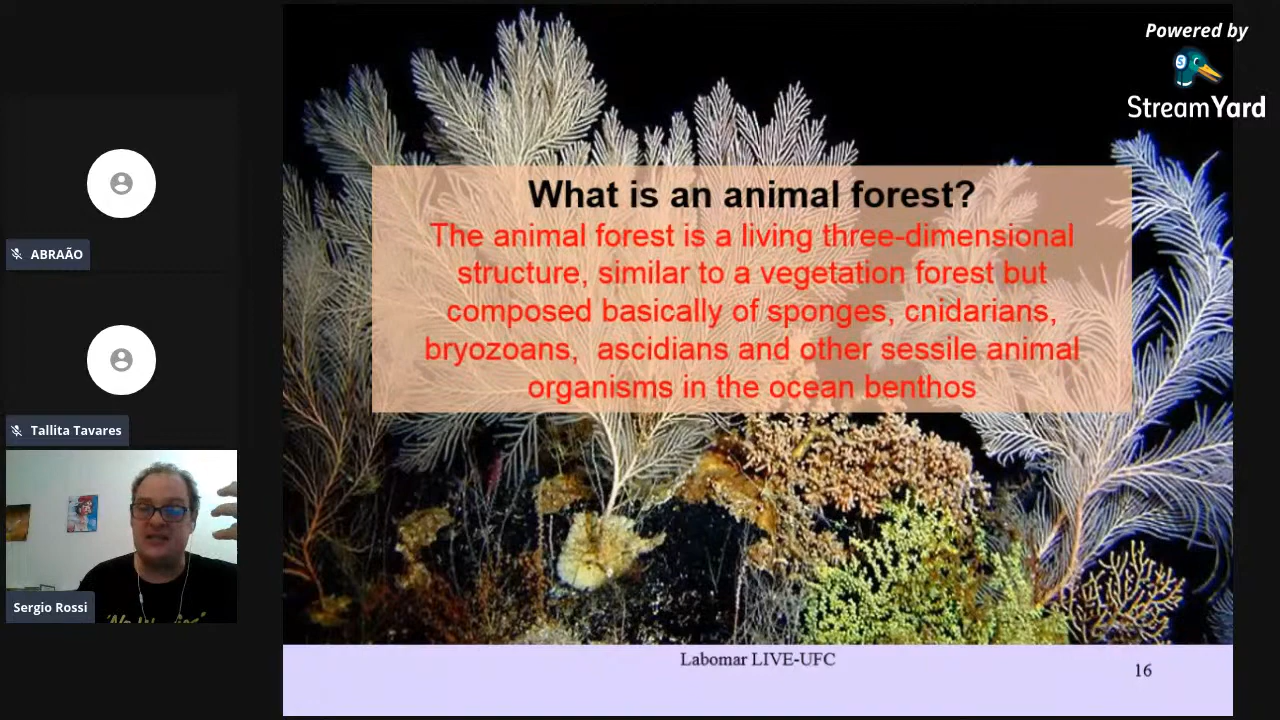 Powered by
StreamYard
ABRAÃO
Tallita Tavares
Sergio Rossi
What is an animal forest?
The animal forest is a living three-dimensional
structure, similar to a vegetation forest but
composed basically of sponges, cnidarians,
bryozoans, ascidians and other sessile animal
organisms in the ocean benthos
Labomar LIVE-UFC
16